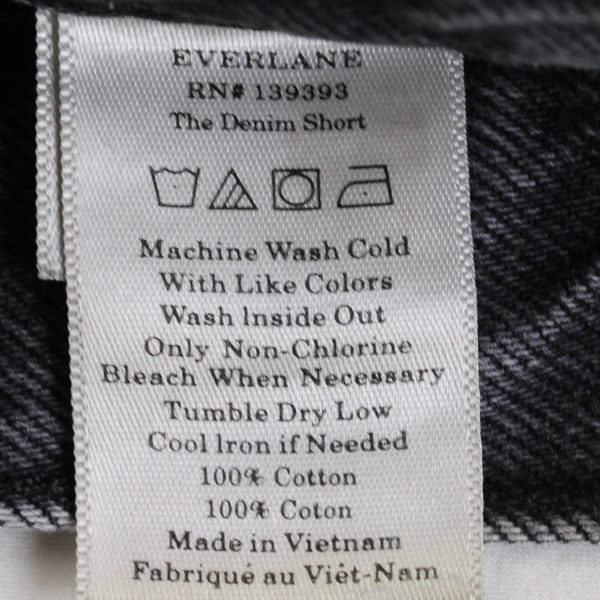 EVERLANE
RN# 139393
The Denim Short
Machine Wash Cold
With Like Colors
Wash Inside Out
Only Non-Chlorine
Bleach When Necessary
Tumble Dry Low
Cool Iron if Needed
100% Cotton
100% Coton
Made in Vietnam
Fabriqué au Viêt-Nam